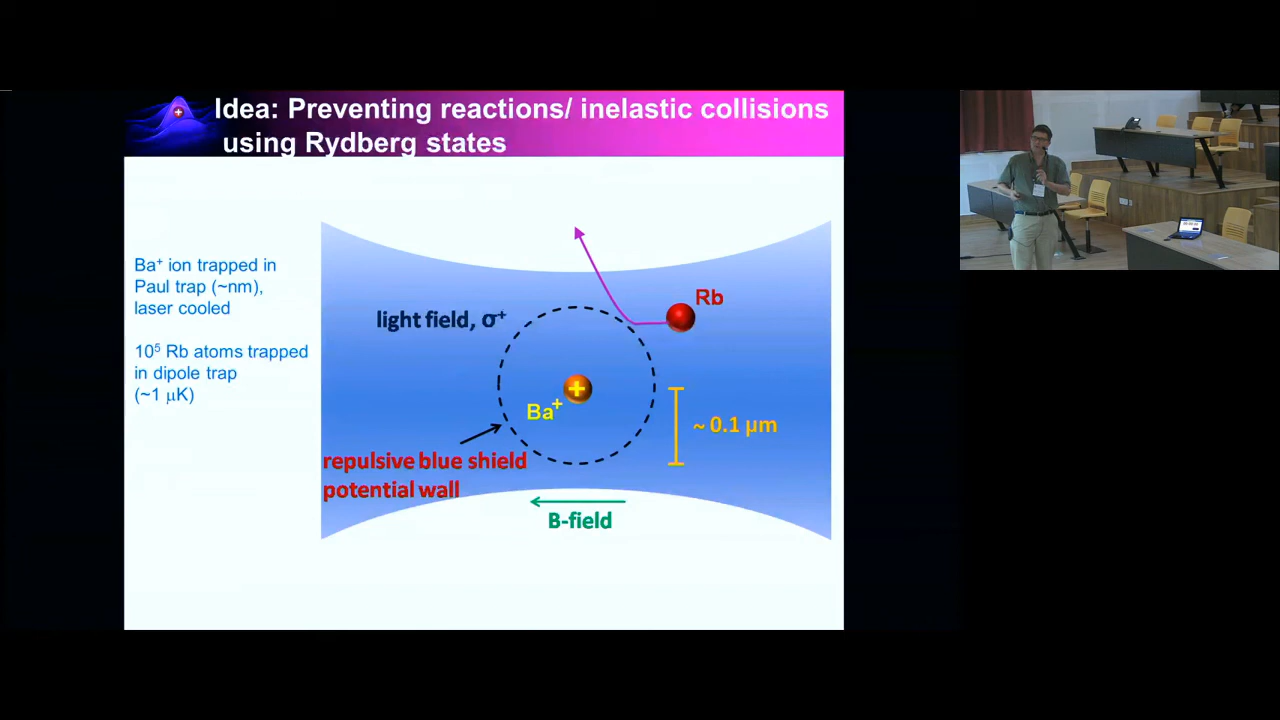 Idea: Preventing reactions/ inelastic collisions
using Rydberg states
Ba⁺ ion trapped in
Paul trap (~nm),
laser cooled
10⁵ Rb atoms trapped
in dipole trap
(~1 μK)
light field, σ⁺
Rb
+
Ba⁺
~ 0.1 μm
repulsive blue shield
potential wall
B-field